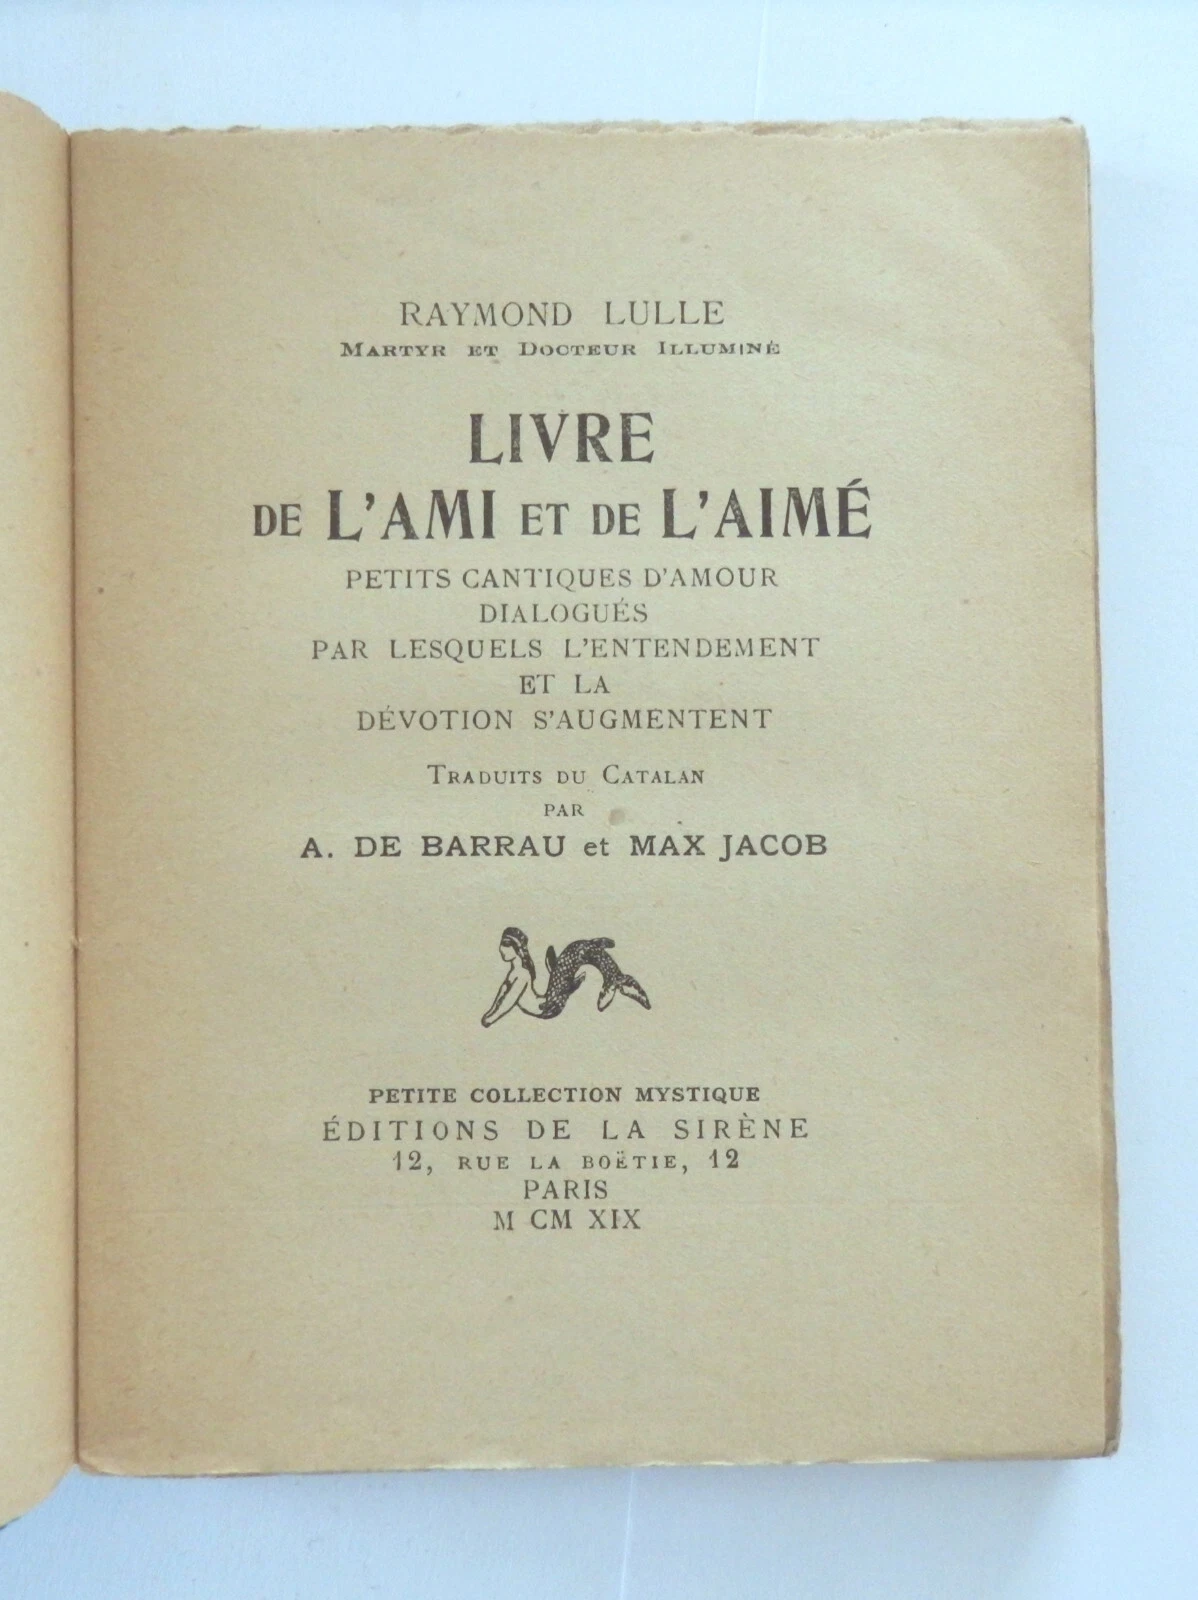 RAYMOND LULLE
MARTYR ET DOCTEUR ILLUMINÉ
LIVRE
DE L'AMI ET DE L'AIMÉ
PETITS CANTIQUES D'AMOUR
DIALOGUÉS
PAR LESQUELS L'ENTENDEMENT
ET LA
DÉVOTION S'AUGMENTENT
TRADUITS DU CATALAN
PAR
A. DE BARRAU et MAX JACOB
PETITE COLLECTION MYSTIQUE
ÉDITIONS DE LA SIRÈNE
12, RUE LA BOËTIE, 12
PARIS
M CM XIX